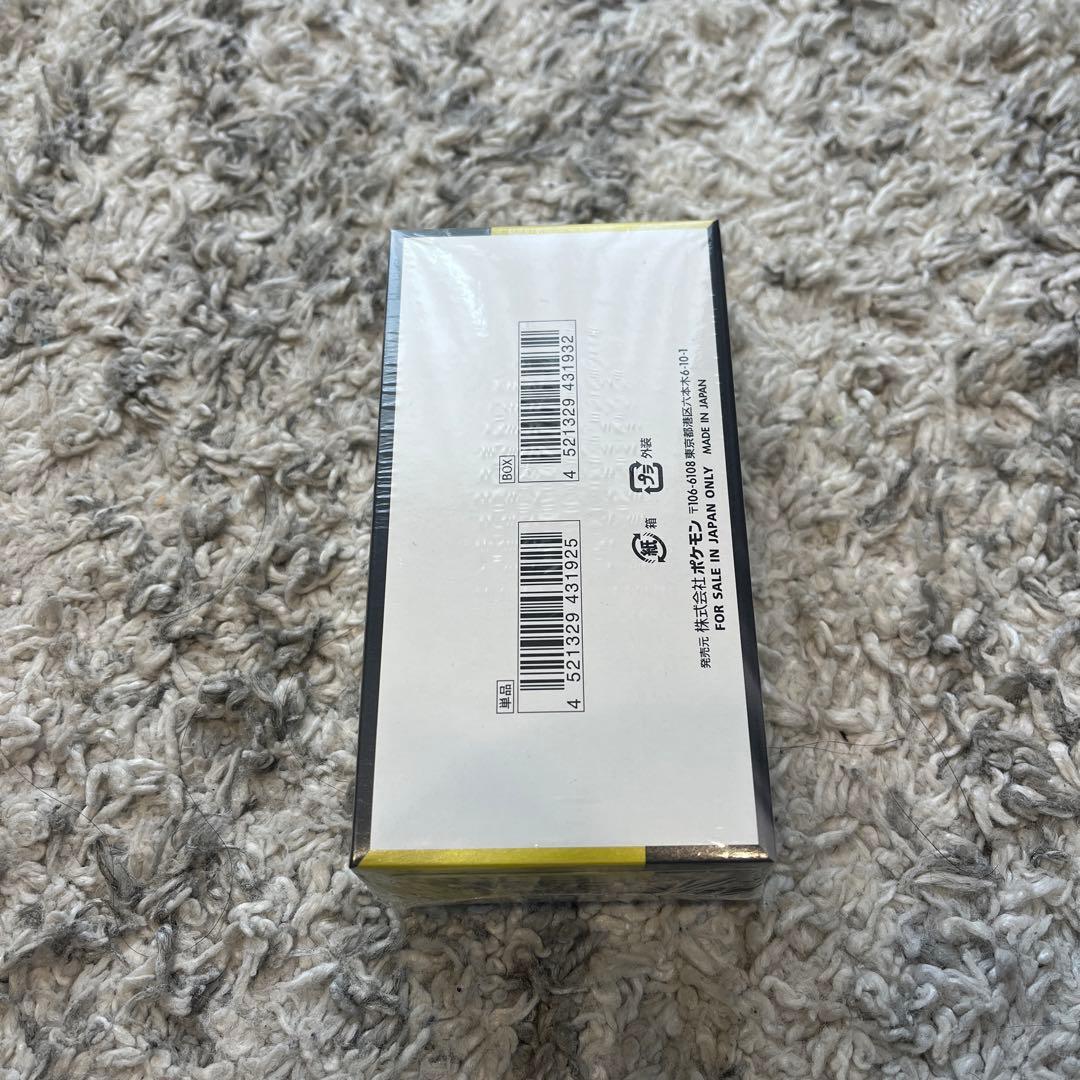 BOX
4 521329 431932
単品
4 521329 431925
プラ 外装
紙 箱
発売元 株式会社 ポケモン 〒106-6108 東京都港区六本木6-10-1
FOR SALE IN JAPAN ONLY MADE IN JAPAN